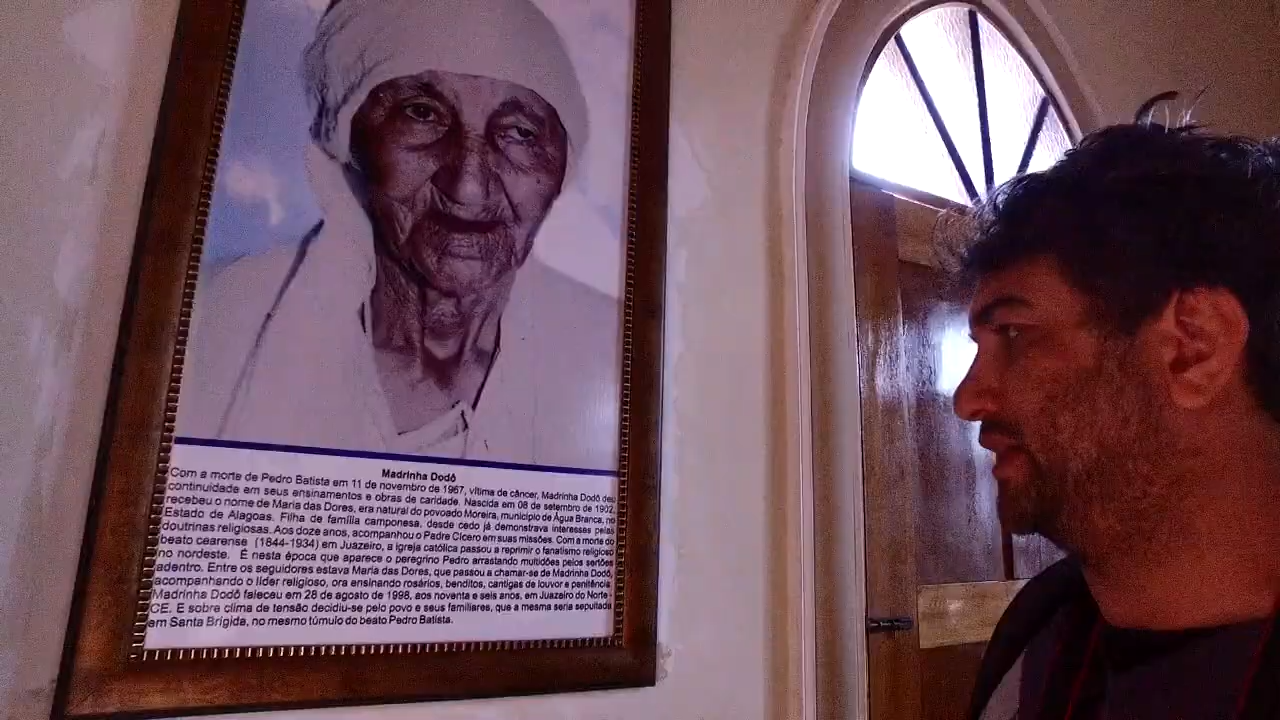 Madrinha Dodô
Com a morte de Pedro Batista em 11 de novembro de 1967, vítima de câncer, Madrinha Dodô deu
continuidade em seus ensinamentos e obras de caridade. Nascida em 08 de setembro de 1902,
recebeu o nome de Maria das Dores, era natural do povoado Moreira, município de Água Branca, no
Estado de Alagoas. Filha de família camponesa, desde cedo já demonstrava interesses pelas
doutrinas religiosas. Aos doze anos, acompanhou o Padre Cícero em suas missões. Com a morte do
beato cearense (1844-1934) em Juazeiro, a igreja católica passou a reprimir o fanatismo religioso
no nordeste. É nesta época que aparece o peregrino Pedro arrastando multidões pelos sertões
adentro. Entre os seguidores estava Maria das Dores, que passou a chamar-se de Madrinha Dodô,
acompanhando o líder religioso, ora ensinando rosários, benditos, cantigas de louvor e penitência.
Madrinha Dodô faleceu em 28 de agosto de 1998, aos noventa e seis anos, em Juazeiro do Norte -
CE. E sobre clima de tensão decidiu-se pelo povo e seus familiares, que a mesma seria sepultada
em Santa Brígida, no mesmo túmulo do beato Pedro Batista.